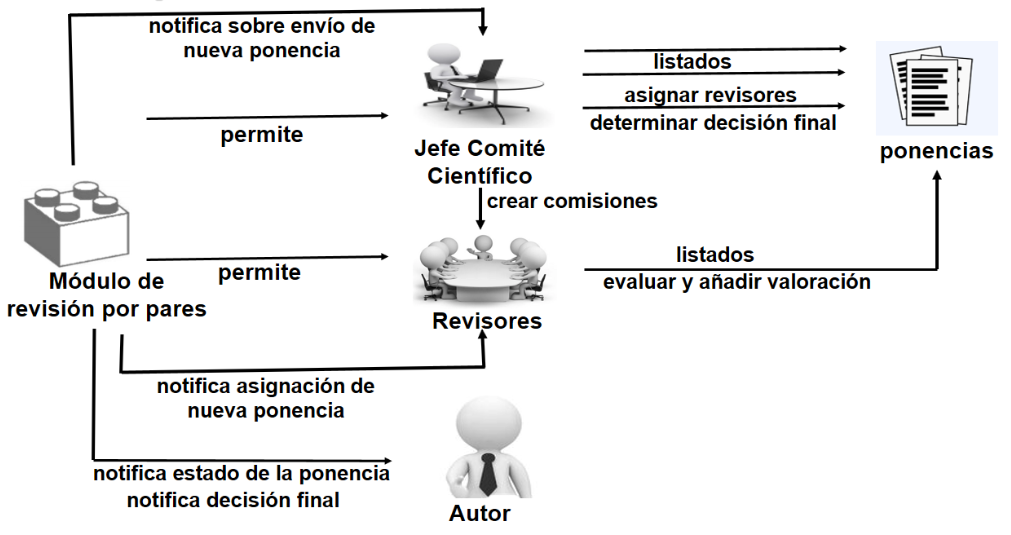 notifica sobre envío de
nueva ponencia
listados
asignar revisores
determinar decisión final
permite
ponencias
Jefe Comité
Científico
crear comisiones
Módulo de
revisión por pares
permite
listados
evaluar y añadir valoración
Revisores
notifica asignación de
nueva ponencia
notifica estado de la ponencia
notifica decisión final
Autor